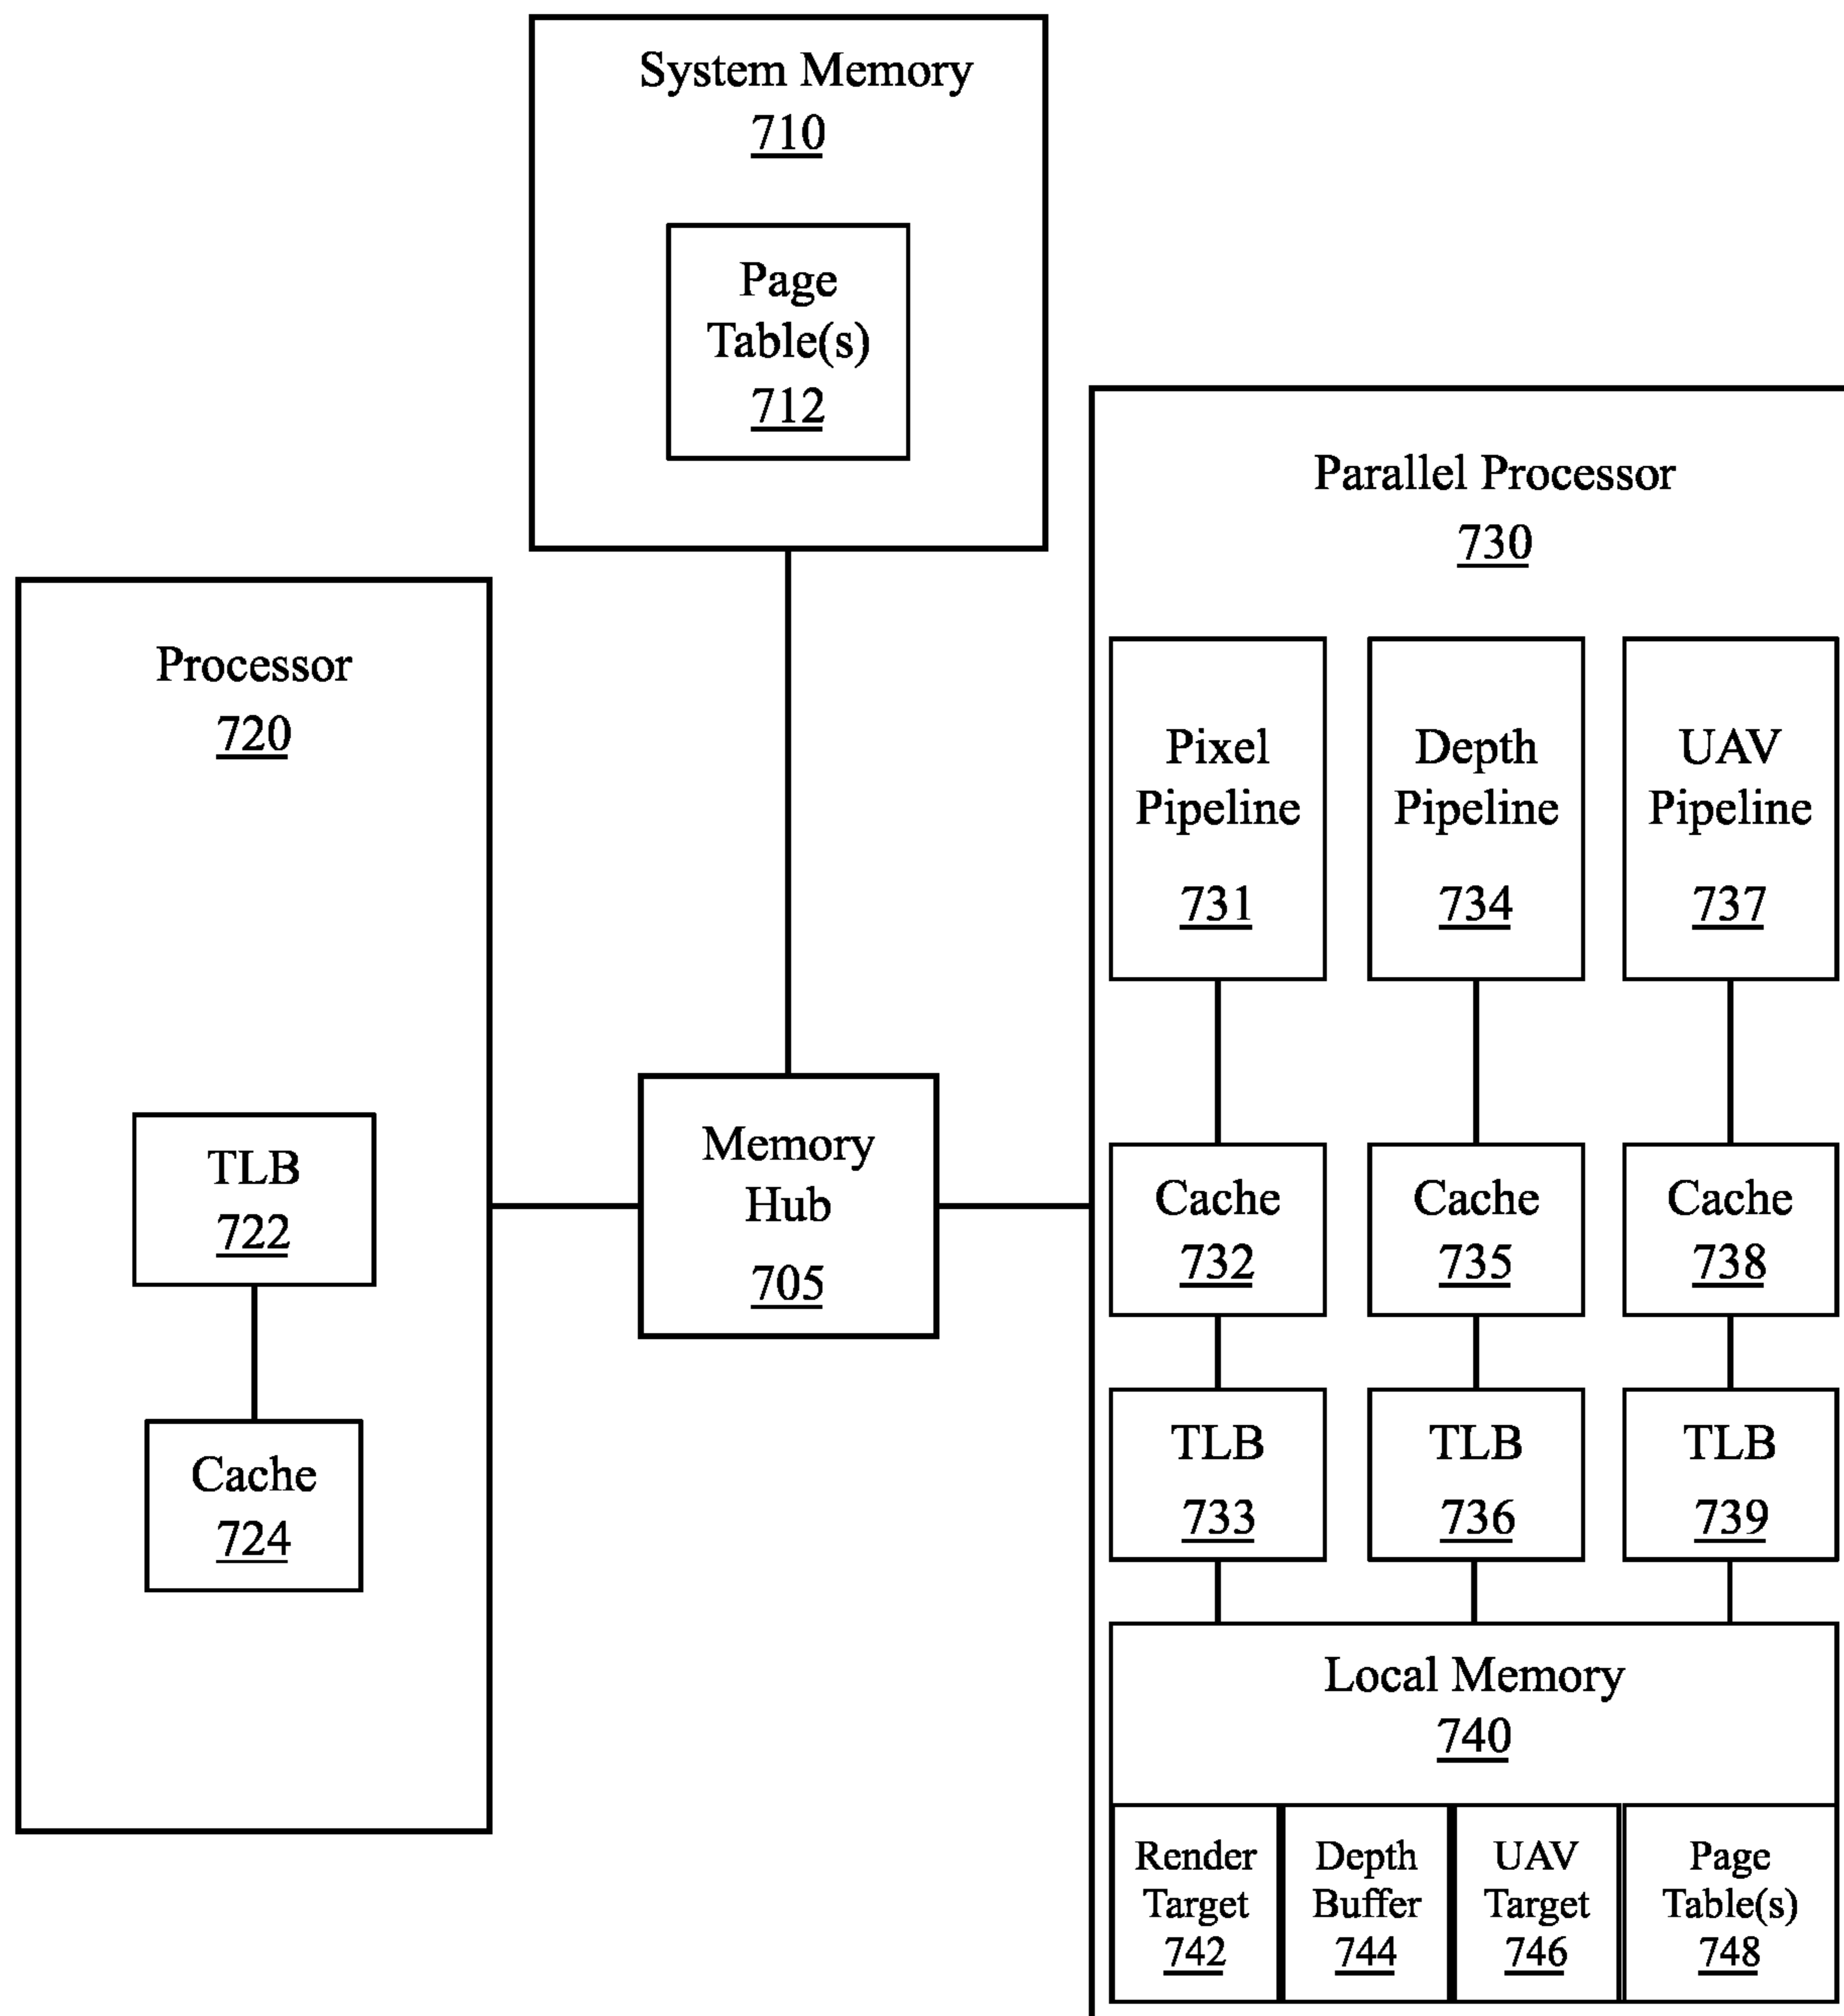 System Memory
710
Page
Table(s)
712
Processor
720
TLB
722
Cache
724
Memory
Hub
705
Parallel Processor
730
Pixel
Pipeline
731
Depth
Pipeline
734
UAV
Pipeline
737
Cache
732
Cache
735
Cache
738
TLB
733
TLB
736
TLB
739
Local Memory
740
Render
Target
742
Depth
Buffer
744
UAV
Target
746
Page
Table(s)
748